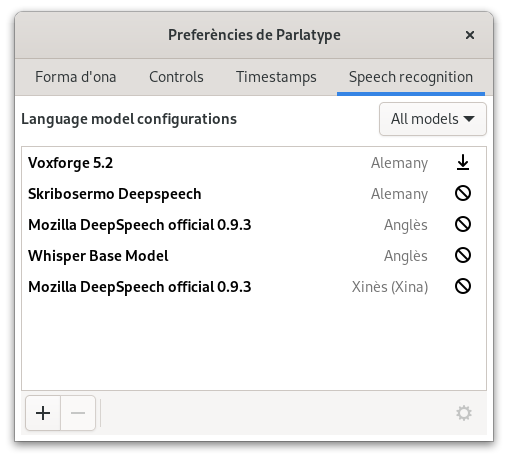 Preferències de Parlatype
Forma d'ona Controls Timestamps Speech recognition
Language model configurations All models
Voxforge 5.2 Alemany
Skribosermo Deepspeech Alemany
Mozilla DeepSpeech official 0.9.3 Anglès
Whisper Base Model Anglès
Mozilla DeepSpeech official 0.9.3 Xinès (Xina)